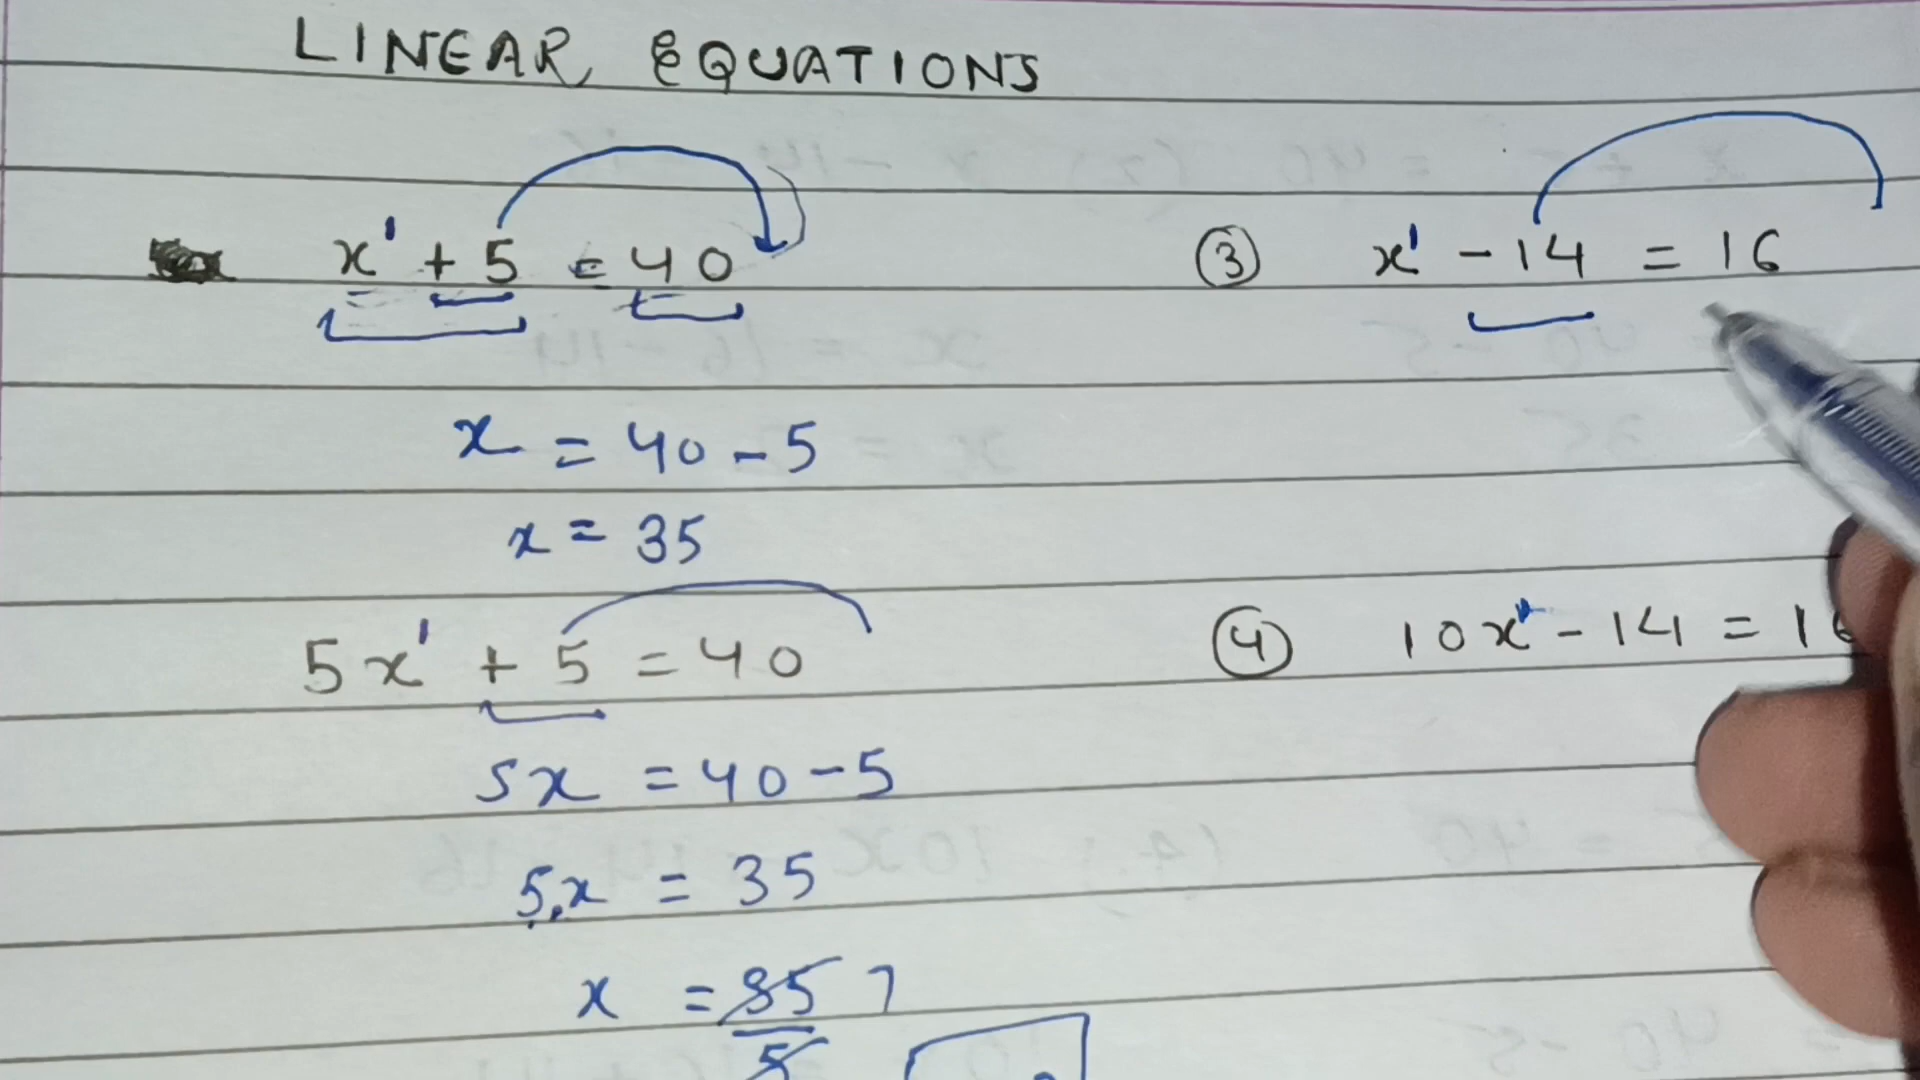 LINEAR EQUATIONS
x¹ + 5 = 40
x = 40 - 5
x = 35
5x¹ + 5 = 40
5x = 40 - 5
5x = 35
x = 35 7
5
③ x¹ - 14 = 16
④ 10x¹ - 14 = 1